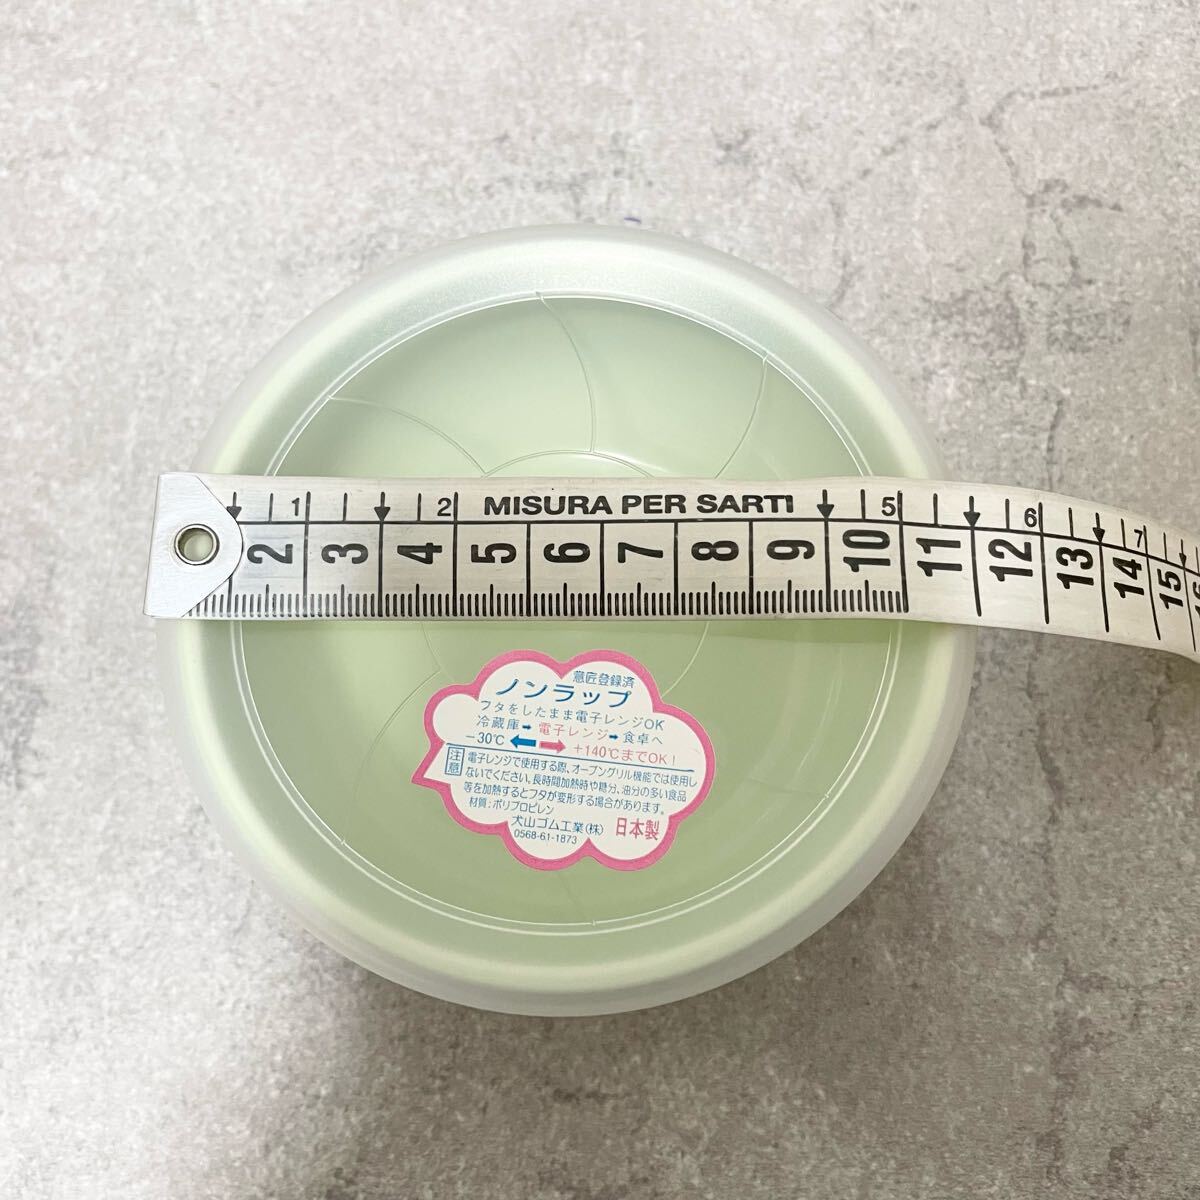 1 2 MISURA PER SARTI 5 6 7
2 3 4 5 6 7 8 9 10 11 12 13 14 15 16
意匠登録済
ノンラップ
フタをしたまま電子レンジOK
冷蔵庫➡電子レンジ➡食卓へ
－30℃ ⬅➡ +140℃までOK!
注意
電子レンジで使用する際、オーブングリル機能では使用し
ないでください。長時間加熱時や糖分、油分の多い食品
等を加熱するとフタが変形する場合があります。
材質:ポリプロピレン
犬山ゴム工業(株) 日本製
0568-61-1873